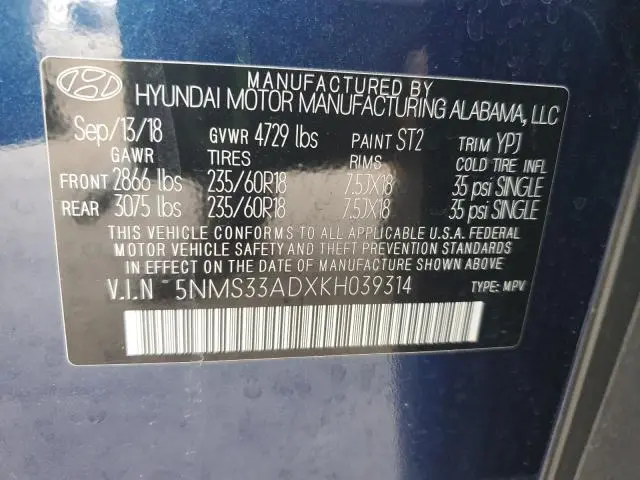 MANUFACTURED BY
HYUNDAI MOTOR MANUFACTURING ALABAMA, LLC
Sep/13/18 GVWR 4729 lbs PAINT ST2 TRIM YPJ
GAWR TIRES RIMS COLD TIRE INFL
FRONT 2866 lbs 235/60R18 7.5JX18 35 psi SINGLE
REAR 3075 lbs 235/60R18 7.5JX18 35 psi SINGLE
THIS VEHICLE CONFORMS TO ALL APPLICABLE U.S.A. FEDERAL
MOTOR VEHICLE SAFETY AND THEFT PREVENTION STANDARDS
IN EFFECT ON THE DATE OF MANUFACTURE SHOWN ABOVE
V.I.N 5NMS33ADXKH039314 TYPE: MPV